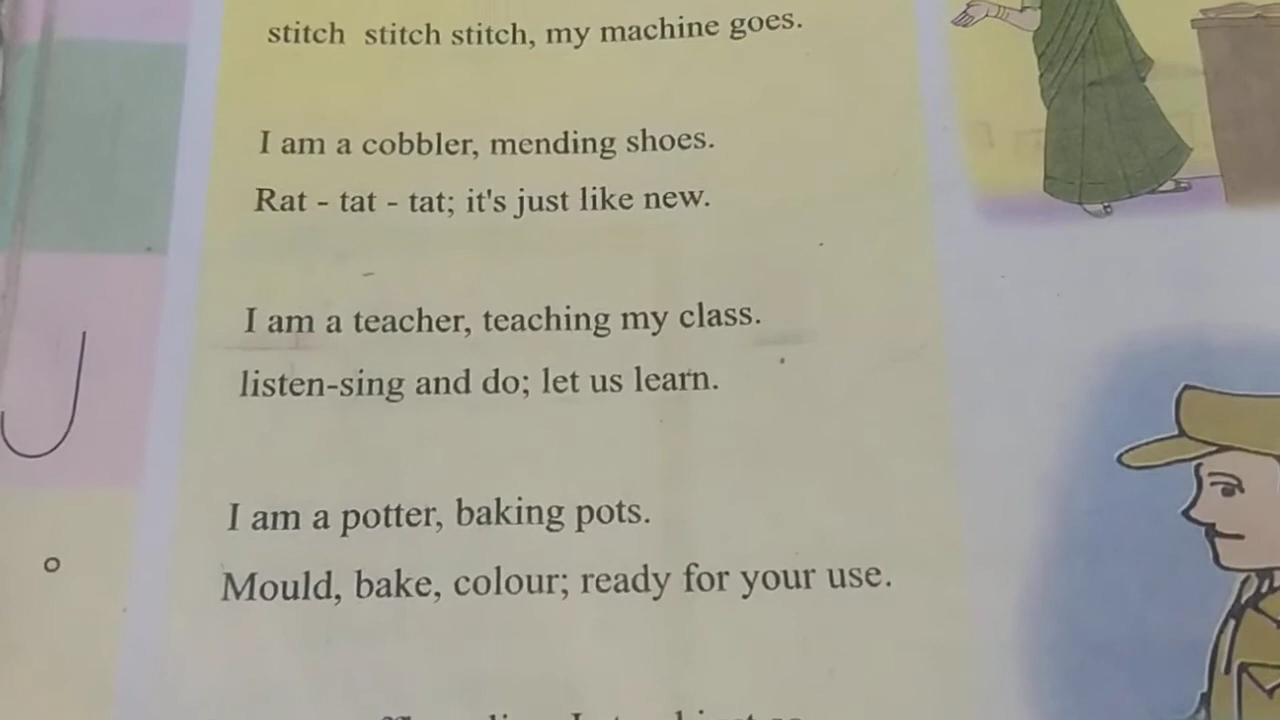 stitch stitch stitch, my machine goes.
I am a cobbler, mending shoes.
Rat - tat - tat; it's just like new.
I am a teacher, teaching my class.
listen-sing and do; let us learn.
I am a potter, baking pots.
Mould, bake, colour; ready for your use.